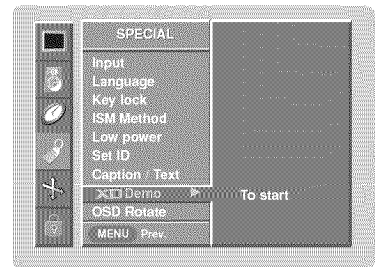 SPECIAL
Input
Language
Key lock
ISM Method
Low power
Set ID
Caption / Text
XD Demo To start
OSD Rotate
MENU Prev.